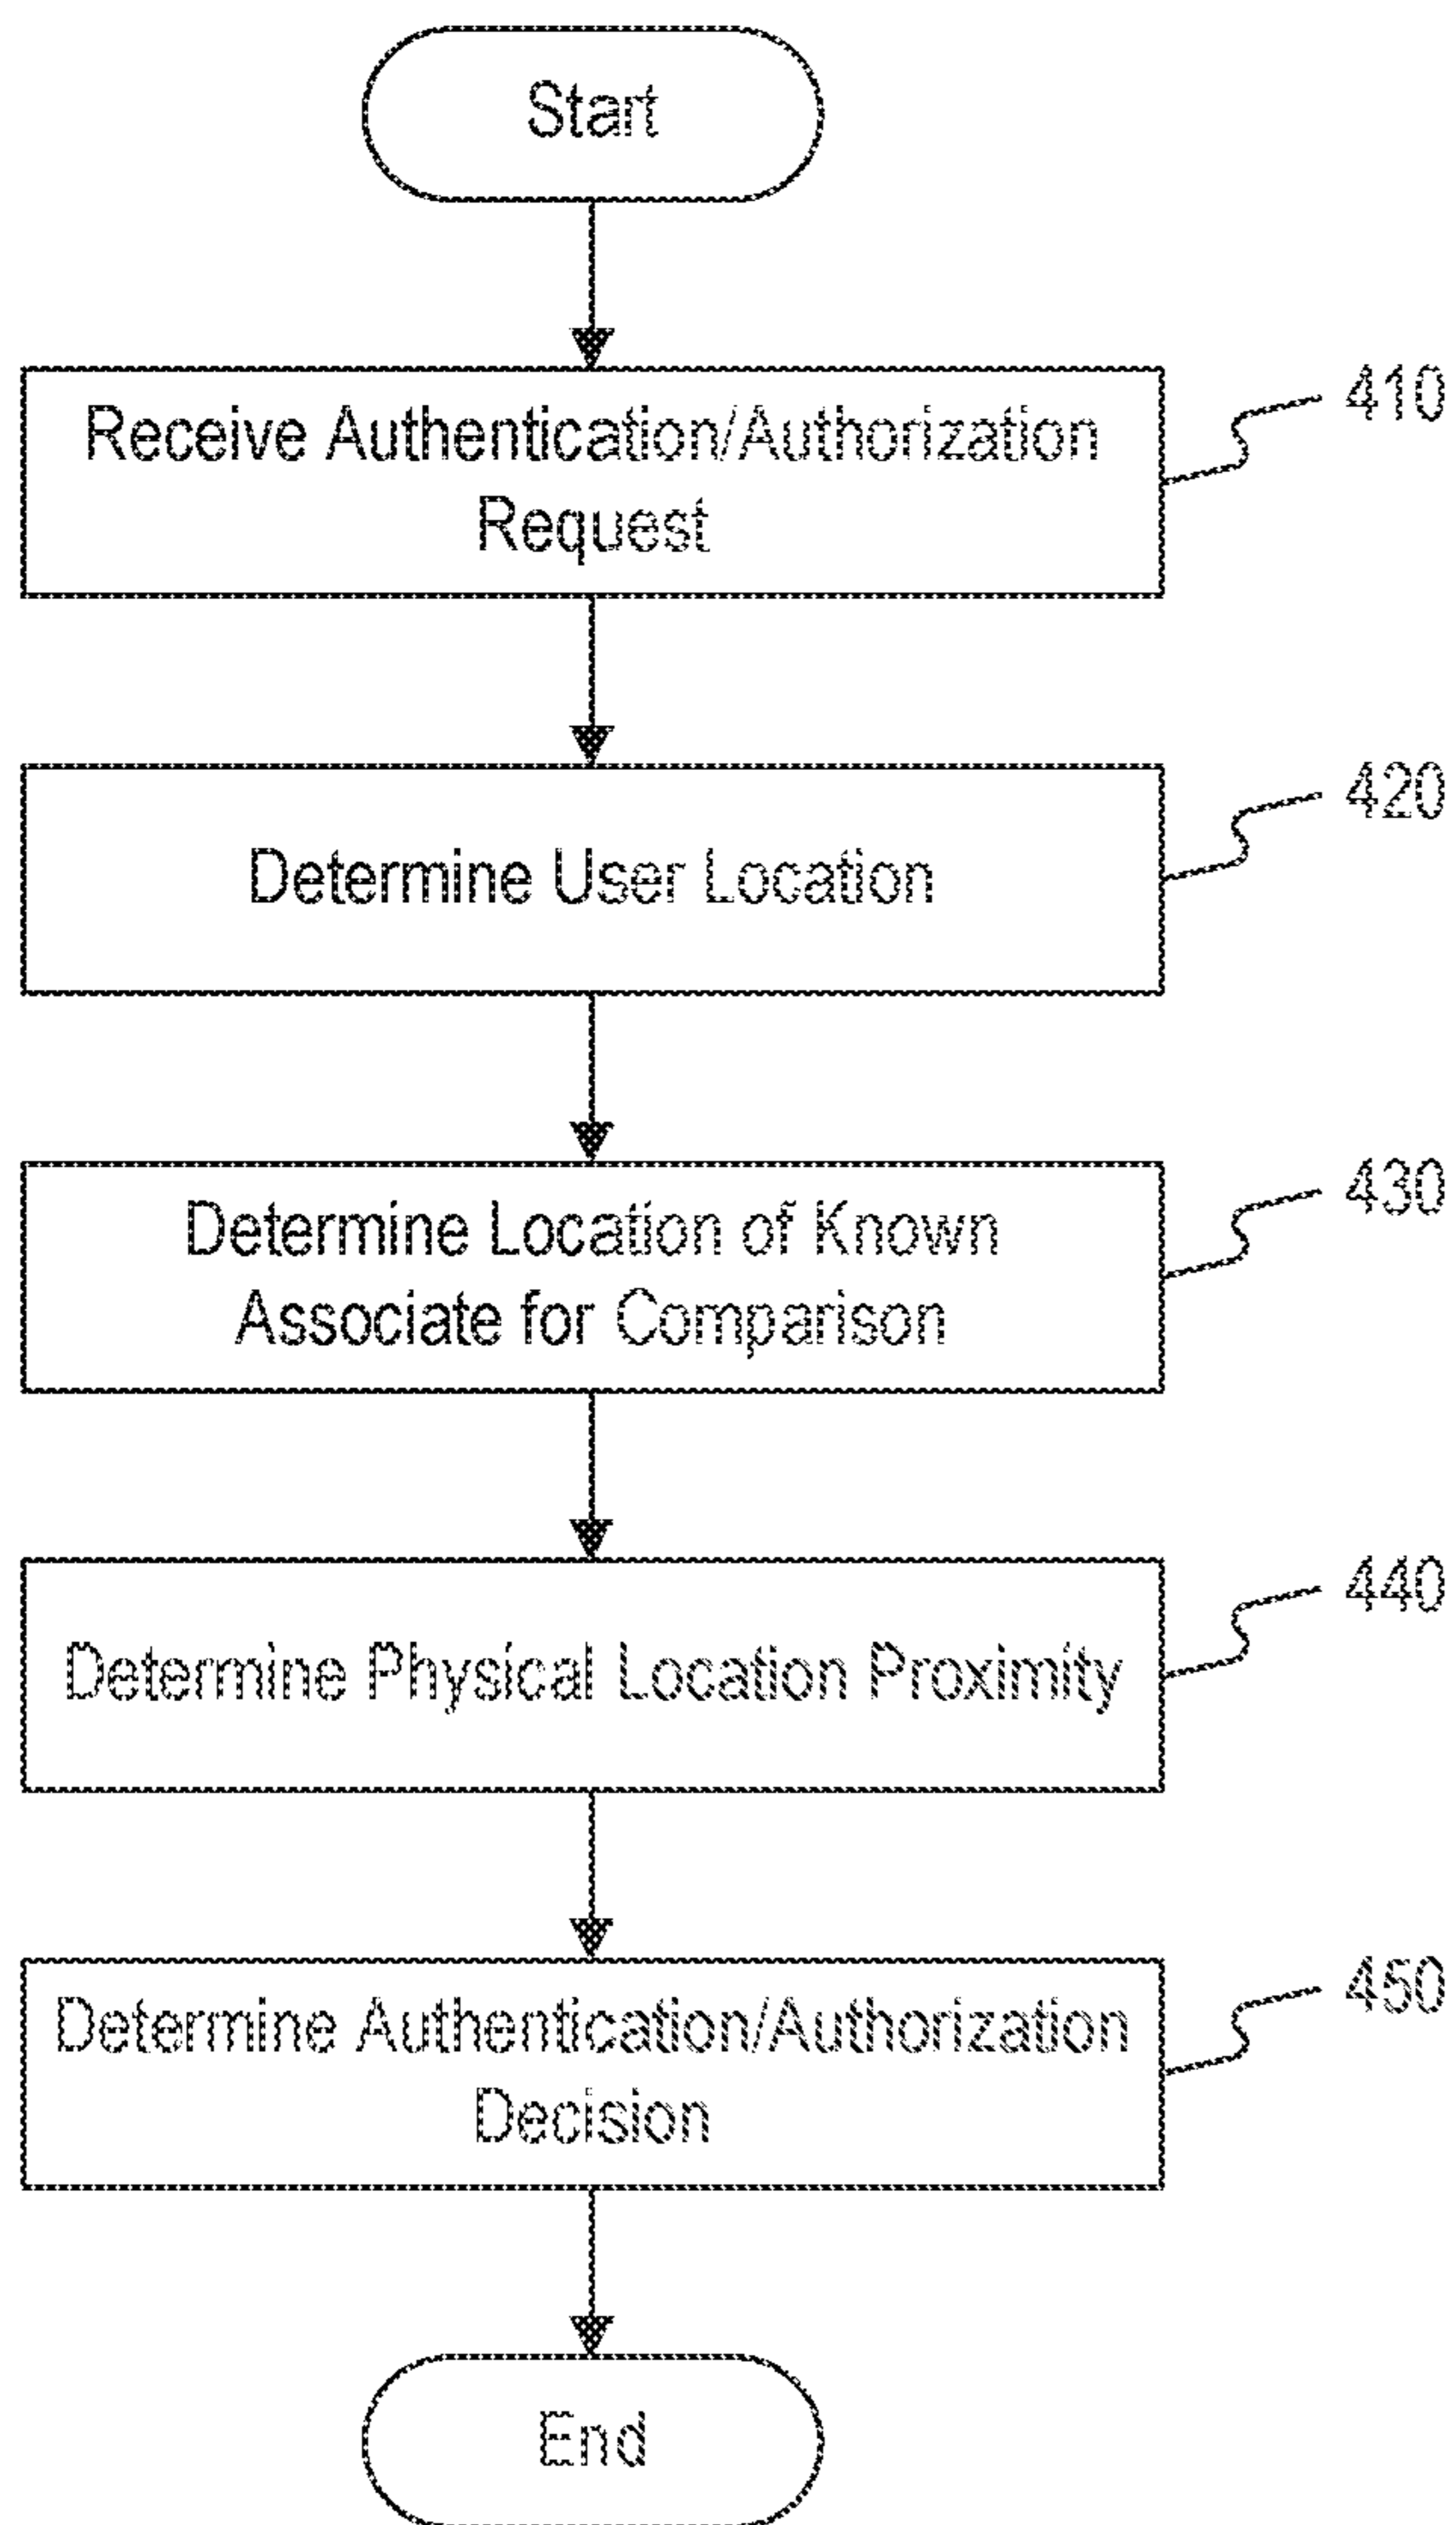 Start
Receive Authentication/Authorization
Request
410
Determine User Location
420
Determine Location of Known
Associate for Comparison
430
Determine Physical Location Proximity
440
Determine Authentication/Authorization
Decision
450
End